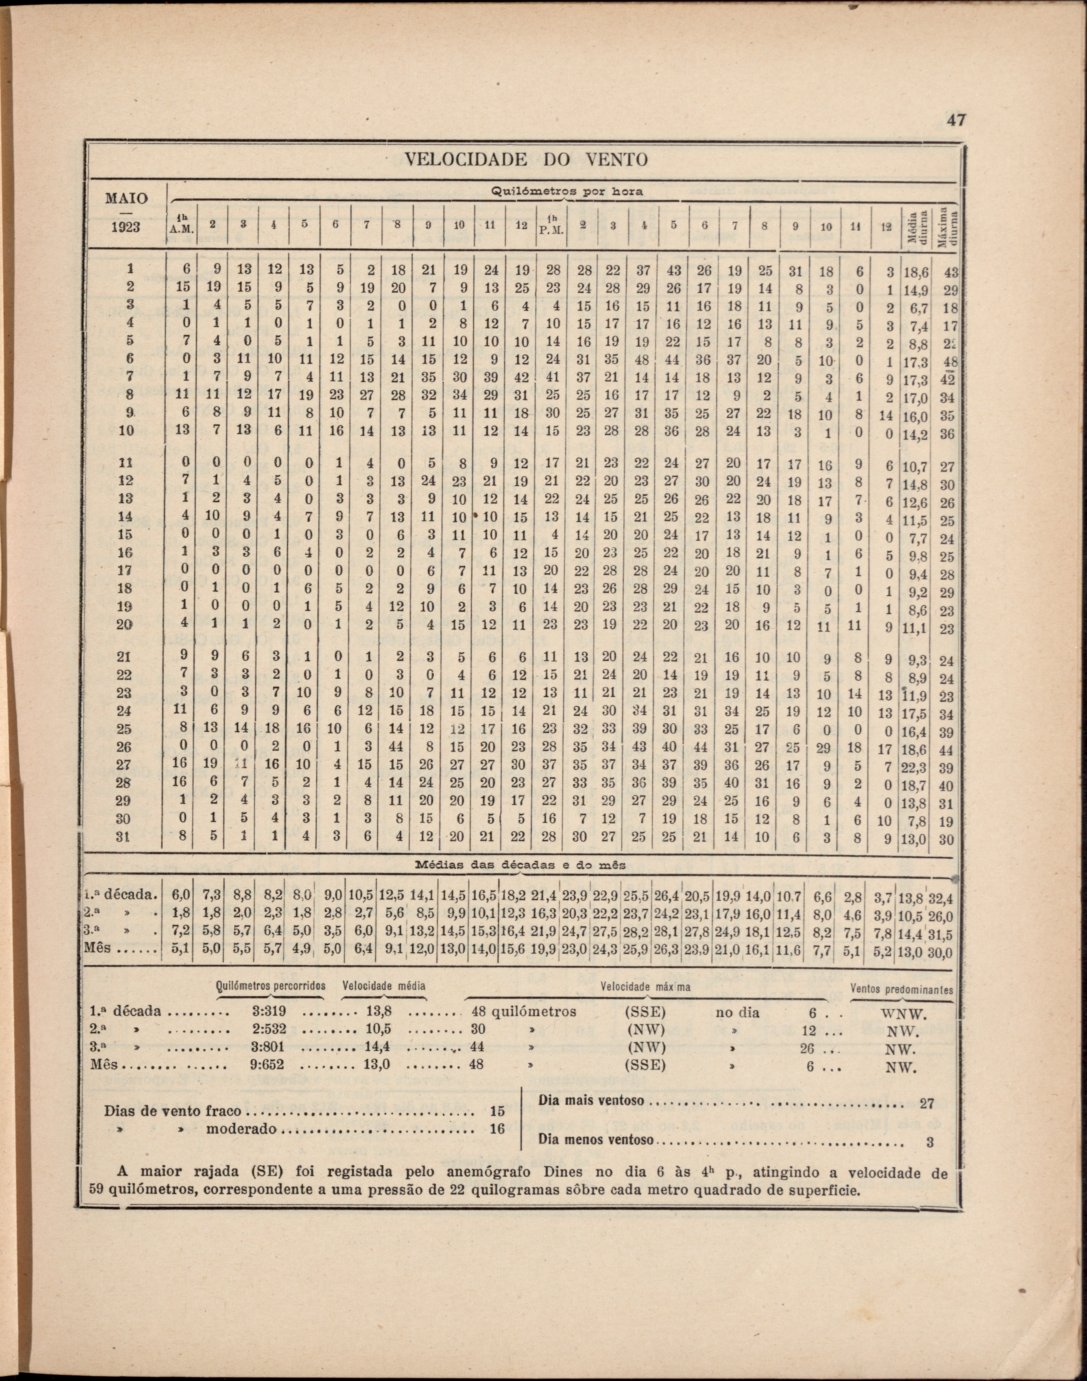 47
VELOCIDADE DO VENTO
MAIO — 1923 Quilómetros por hora
1h A.M. 2 3 4 5 6 7 8 9 10 11 12 1h P.M. 2 3 4 5 6 7 8 9 10 11 12 Média diurna Máxima diurna
1 6 9 13 12 13 5 2 18 21 19 24 19 28 28 22 37 43 26 19 25 31 18 6 3 18,6 43
2 15 19 15 9 5 9 19 20 7 9 13 25 23 24 28 29 26 17 19 14 8 3 0 1 14,9 29
3 1 4 5 5 7 3 2 0 0 1 6 4 4 15 16 15 11 16 18 11 9 5 0 2 6,7 18
4 0 1 1 0 1 0 1 1 2 8 12 7 10 15 17 17 16 12 16 13 11 9 5 3 7,4 17
5 7 4 0 5 1 1 5 3 11 10 10 10 14 16 19 19 22 15 17 8 8 3 2 2 8,8
6 0 3 11 10 11 12 15 14 15 12 9 12 24 31 35 48 44 36 37 20 5 10 0 1 17,3 48
7 1 7 9 7 4 11 13 21 35 30 39 42 41 37 21 14 14 18 13 12 9 3 6 9 17,3 42
8 11 11 12 17 19 23 27 28 32 34 29 31 25 25 16 17 17 12 9 2 5 4 1 2 17,0 34
9 6 8 9 11 8 10 7 7 5 11 11 18 30 25 27 31 35 25 27 22 18 10 8 14 16,0 35
10 13 7 13 6 11 16 14 13 13 11 12 14 15 23 28 28 36 28 24 13 3 1 0 0 14,2 36
11 0 0 0 0 0 1 4 0 5 8 9 12 17 21 23 22 24 27 20 17 17 16 9 6 10,7 27
12 7 1 4 5 0 1 3 13 24 23 21 19 21 22 20 23 27 30 20 24 19 13 8 7 14,8 30
13 1 2 3 4 0 3 3 3 9 10 12 14 22 24 25 25 26 26 22 20 18 17 7 6 12,6 26
14 4 10 9 4 7 9 7 13 11 10 10 15 13 14 15 21 25 22 13 18 11 9 3 4 11,5 25
15 0 0 0 1 0 3 0 6 3 11 10 11 4 14 20 20 24 17 13 14 12 1 0 0 7,7 24
16 1 3 3 6 4 0 2 2 4 7 6 12 15 20 23 25 22 20 18 21 9 1 6 5 9,8 25
17 0 0 0 0 0 0 0 0 6 7 11 13 20 22 28 28 24 20 20 11 8 7 1 0 9,4 28
18 0 1 0 1 6 5 2 2 9 6 7 10 14 23 26 28 29 24 15 10 3 0 0 1 9,2 29
19 1 0 0 0 1 5 4 12 10 2 3 6 14 20 23 23 21 22 18 9 5 5 1 1 8,6 23
20 4 1 1 2 0 1 2 5 4 15 12 11 23 23 19 22 20 23 20 16 12 11 11 9 11,1 23
21 9 9 6 3 1 0 1 2 3 5 6 6 11 13 20 24 22 21 16 10 10 9 8 9 9,3 24
22 7 3 3 2 0 1 0 3 0 4 6 12 15 21 24 20 14 19 19 11 9 5 8 8 8,9 24
23 3 0 3 7 10 9 8 10 7 11 12 12 13 11 21 21 23 21 19 14 13 10 14 13 11,9 23
24 11 6 9 9 6 6 12 15 18 15 15 14 21 24 30 34 31 31 34 25 19 12 10 13 17,5 34
25 8 13 14 18 16 10 6 14 12 12 17 16 23 32 33 39 30 33 25 17 6 0 0 0 16,4 39
26 0 0 0 2 0 1 3 44 8 15 20 23 28 35 34 43 40 44 31 27 25 29 18 17 18,6 44
27 16 19 11 16 10 4 15 15 26 27 27 30 37 35 37 34 37 39 36 26 17 9 5 7 22,3 39
28 16 6 7 5 2 1 4 14 24 25 20 23 27 33 35 36 39 35 40 31 16 9 2 0 18,7 40
29 1 2 4 3 3 2 8 11 20 20 19 17 22 31 29 27 29 24 25 16 9 6 4 0 13,8 31
30 0 1 5 4 3 1 3 8 15 6 5 5 16 7 12 7 19 18 15 12 8 1 6 10 7,8 19
31 8 5 1 1 4 3 6 4 12 20 21 22 28 30 27 25 25 21 14 10 6 3 8 9 13,0 30
Médias das décadas e do mês
1.ª década. 6,0 7,3 8,8 8,2 8,0 9,0 10,5 12,5 14,1 14,5 16,5 18,2 21,4 23,9 22,9 25,5 26,4 20,5 19,9 14,0 10,7 6,6 2,8 3,7 13,8 32,4
2.ª » . 1,8 1,8 2,0 2,3 1,8 2,8 2,7 5,6 8,5 9,9 10,1 12,3 16,3 20,3 22,2 23,7 24,2 23,1 17,9 16,0 11,4 8,0 4,6 3,9 10,5 26,0
3.ª » . 7,2 5,8 5,7 6,4 5,0 3,5 6,0 9,1 13,2 14,5 15,3 16,4 21,9 24,7 27,5 28,2 28,1 27,8 24,9 18,1 12,5 8,2 7,5 7,8 14,4 31,5
Mês ...... 5,1 5,0 5,5 5,7 4,9 5,0 6,4 9,1 12,0 13,0 14,0 15,6 19,9 23,0 24,3 25,9 26,3 23,9 21,0 16,1 11,6 7,7 5,1 5,2 13,0 30,0
Quilómetros percorridos Velocidade média Velocidade máxima Ventos predominantes
1.ª década ......... 3:319 ........ 13,8 ........ 48 quilómetros (SSE) no dia 6 . . WNW.
2.ª » ......... 2:532 ........ 10,5 ........ 30 » (NW) » 12 ... NW.
3.ª » ......... 3:801 ........ 14,4 ........ 44 » (NW) » 26 ... NW.
Mês............... 9:652 ........ 13,0 ........ 48 » (SSE) » 6 ... NW.
Dias de vento fraco ................................ 15
» » moderado ........................... 16
Dia mais ventoso ..................................... 27
Dia menos ventoso..................................... 3
A maior rajada (SE) foi registada pelo anemógrafo Dines no dia 6 às 4h p., atingindo a velocidade de
59 quilómetros, correspondente a uma pressão de 22 quilogramas sôbre cada metro quadrado de superficie.